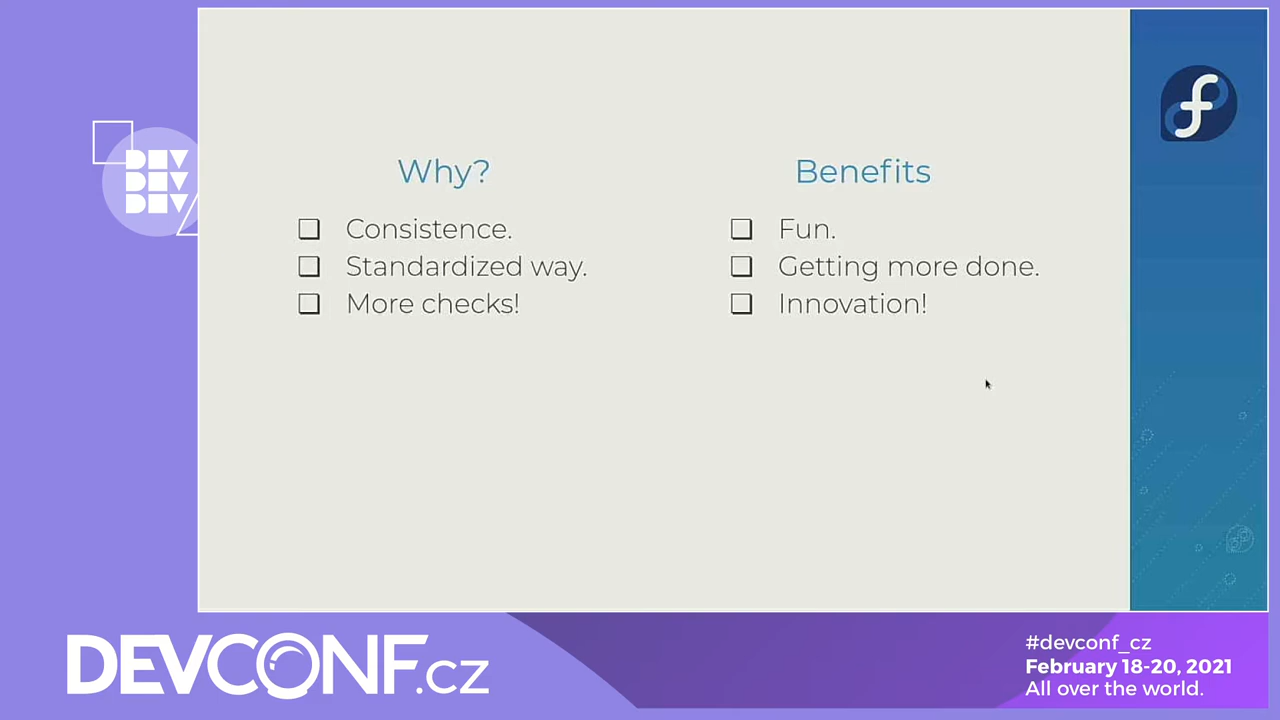 DEV
DEV
DEV
Why?
Consistence.
Standardized way.
More checks!
Benefits
Fun.
Getting more done.
Innovation!
DEVCONF.cz
#devconf_cz
February 18-20, 2021
All over the world.